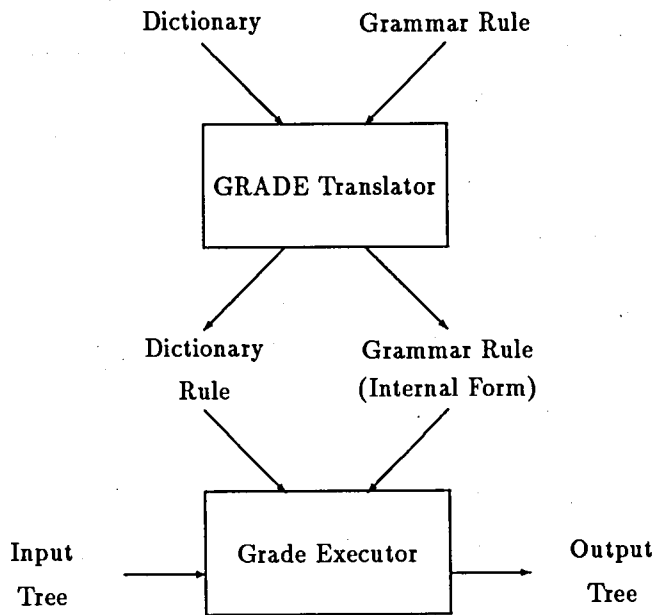 Dictionary
Grammar Rule
GRADE Translator
Dictionary
Rule
Grammar Rule
(Internal Form)
Input
Tree
Grade Executor
Output
Tree